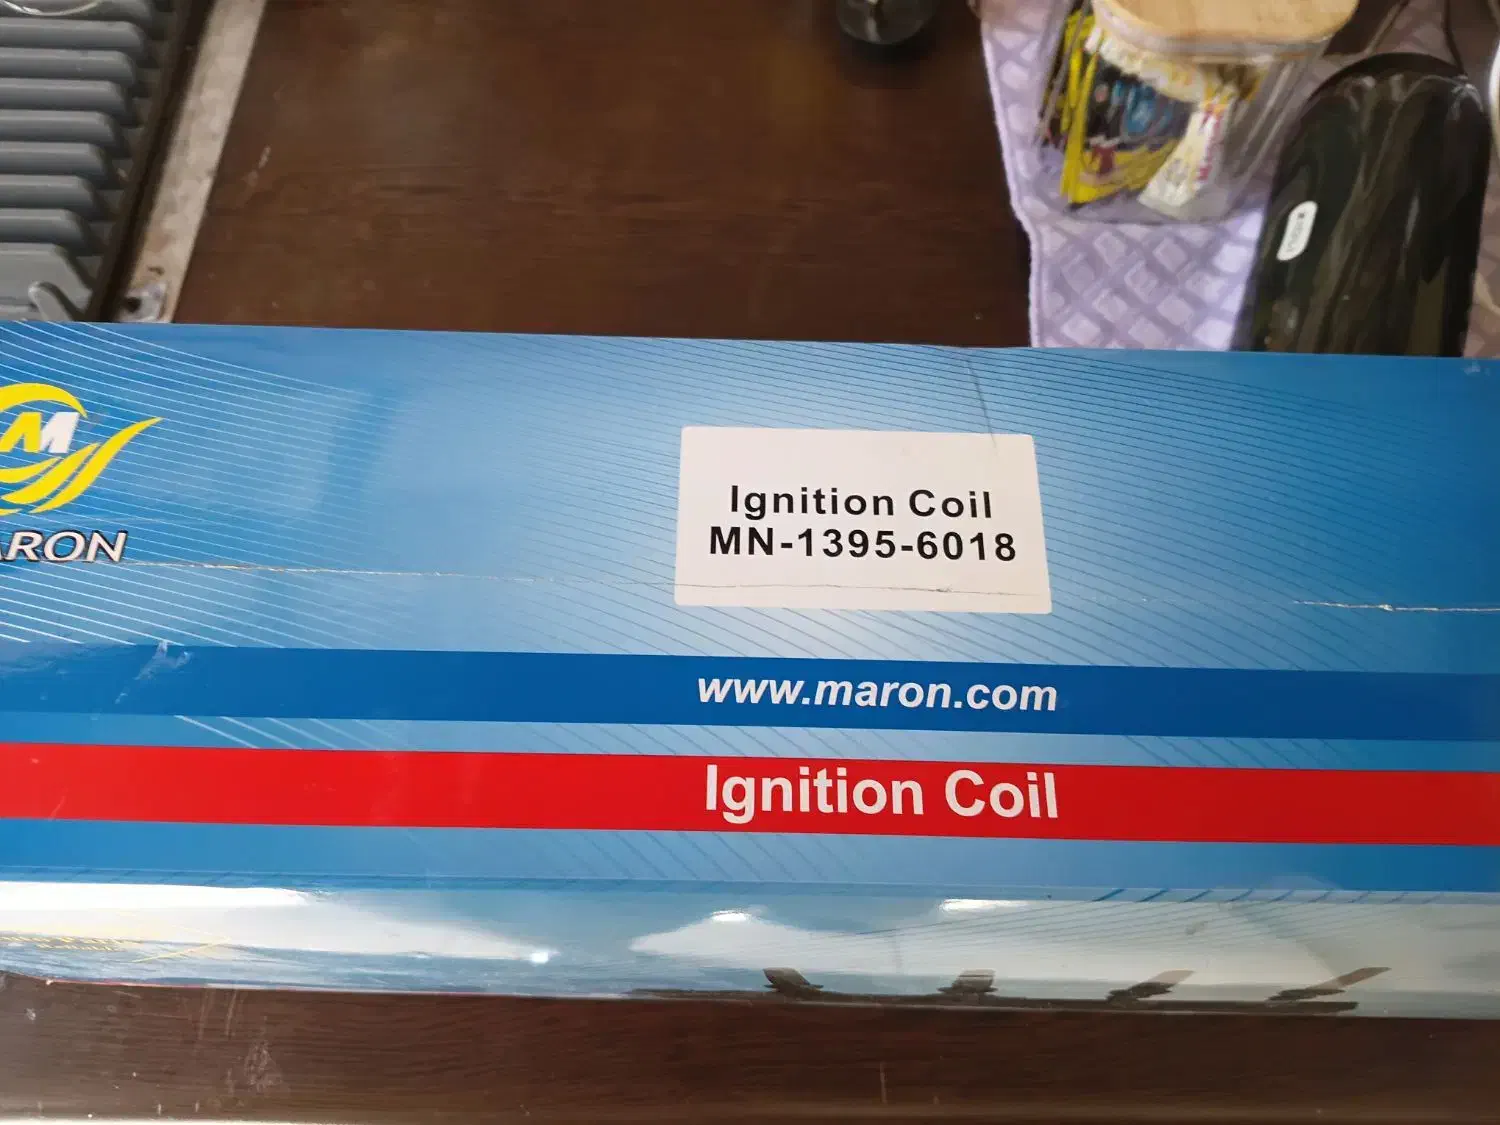 M
ARON
Ignition Coil
MN-1395-6018
www.maron.com
Ignition Coil